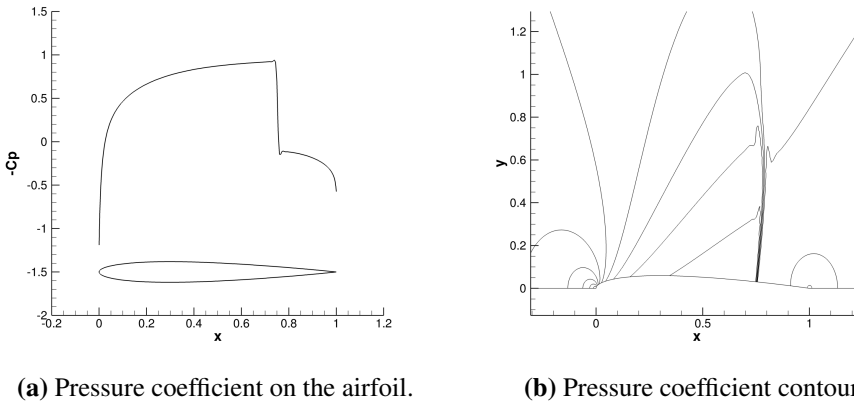 1.5
1
0.5
0
-0.5
-1
-1.5
-2
-Cp
-0.2 0 0.2 0.4 0.6 0.8 1 1.2
x
1.2
1
0.8
0.6
0.4
0.2
0
y
0 0.5 1
x
(a) Pressure coefficient on the airfoil.
(b) Pressure coefficient contour